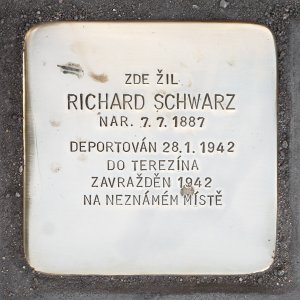 ZDE ŽIL
RICHARD SCHWARZ
NAR. 7. 7. 1887
DEPORTOVÁN 28. 1. 1942
DO TEREZÍNA
ZAVRAŽDĚN 1942
NA NEZNÁMÉM MÍSTĚ